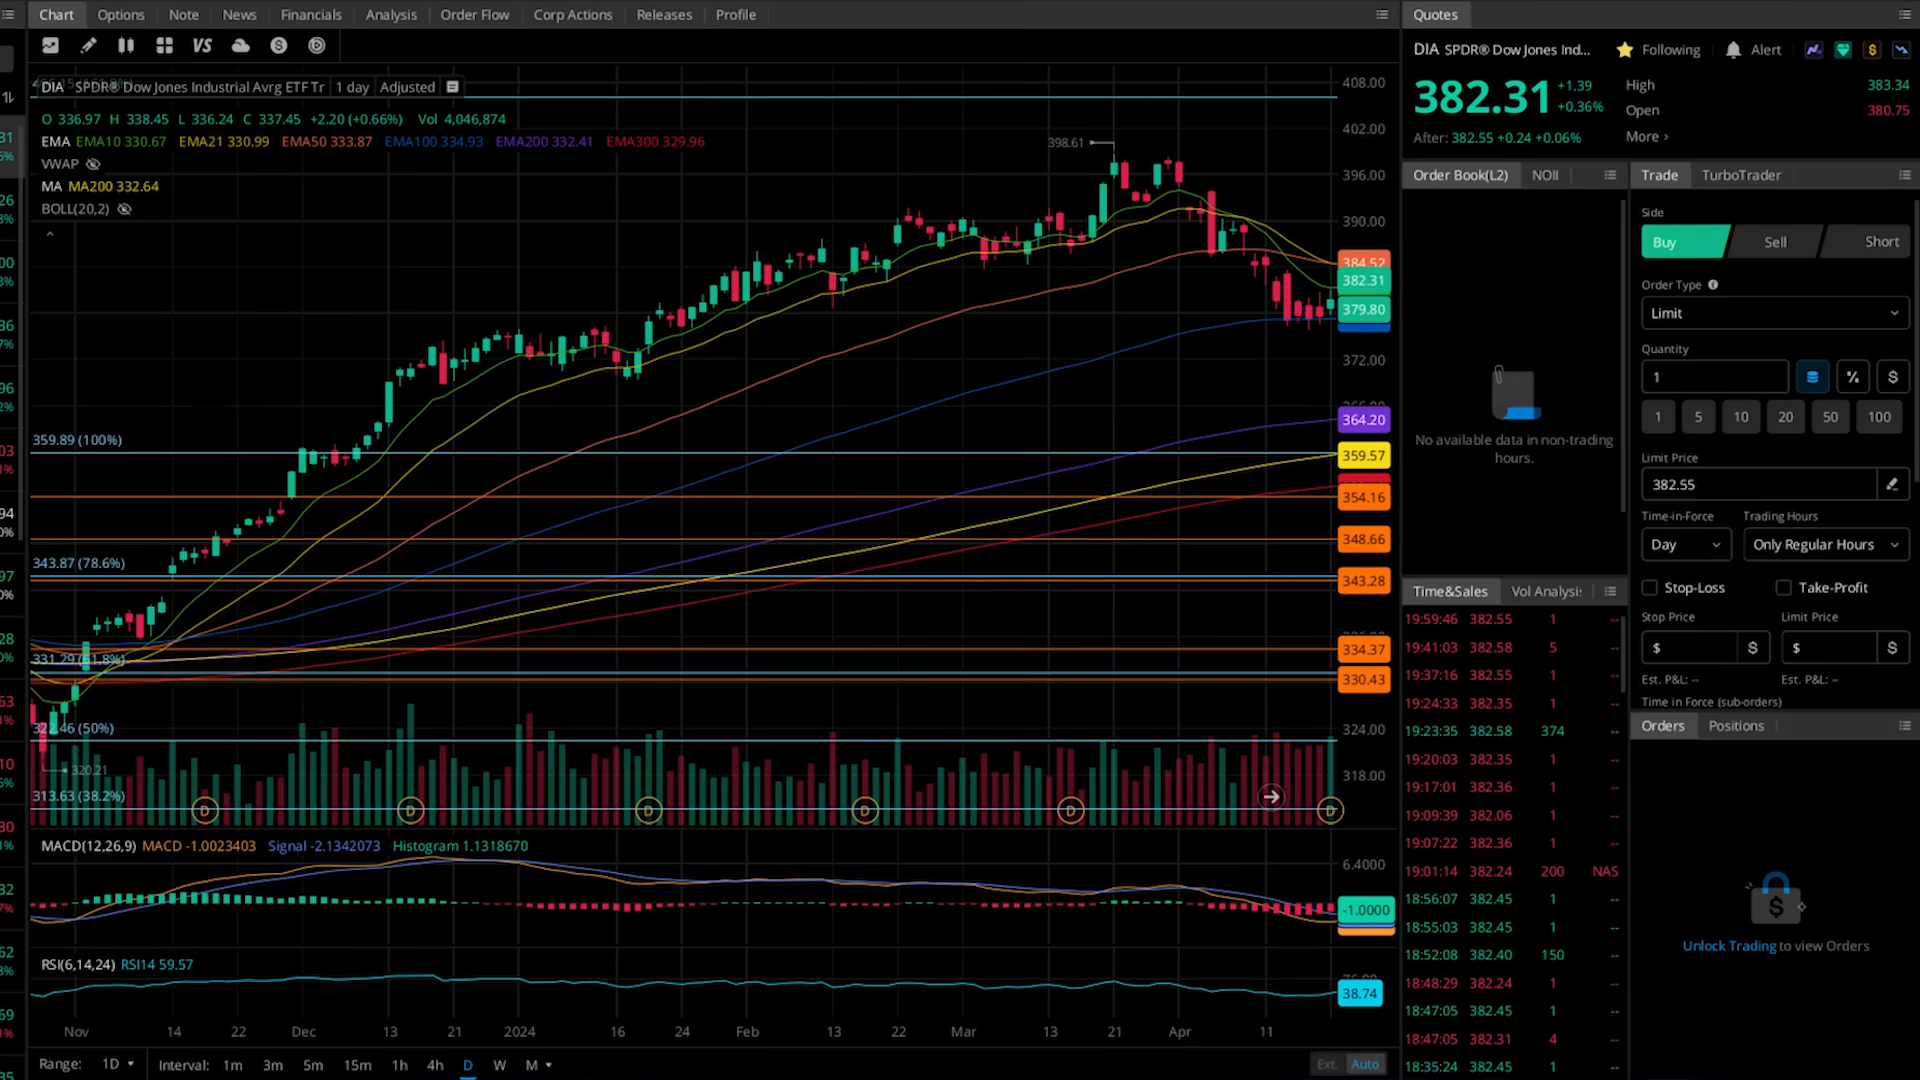 Chart Options Note News Financials Analysis Order Flow Corp Actions Releases Profile
VS
DIA SPDR® Dow Jones Industrial Avrg ETF Tr 1 day Adjusted
O 336.97 H 338.45 L 336.24 C 337.45 +2.20 (+0.66%) Vol 4,046,874
EMA EMA10 330.67 EMA21 330.99 EMA50 333.87 EMA100 334.93 EMA200 332.41 EMA300 329.96
VWAP
MA MA200 332.64
BOLL(20,2)
398.61
408.00
402.00
396.00
390.00
384.52
382.31
379.80
372.00
364.20
359.57
354.16
348.66
343.28
334.37
330.43
324.00
318.00
359.89 (100%)
343.87 (78.6%)
331.29 (61.8%)
322.46 (50%)
320.21
313.63 (38.2%)
D D D D D D
MACD(12,26,9) MACD -1.0023403 Signal -2.1342073 Histogram 1.1318670
6.4000
-1.0000
RSI(6,14,24) RSI14 59.57
38.74
Nov 14 22 Dec 13 21 2024 16 24 Feb 13 22 Mar 13 21 Apr 11
Range: 1D Interval: 1m 3m 5m 15m 1h 4h D W M Ext. Auto
Quotes
DIA SPDR® Dow Jones Ind... Following Alert
382.31 +1.39
+0.36%
After: 382.55 +0.24 +0.06%
High 383.34
Open 380.75
More
Order Book(L2) NOII
No available data in non-trading
hours.
Time&Sales Vol Analysi:
19:59:46 382.55 1 --
19:41:03 382.58 5 --
19:37:16 382.55 1 --
19:24:33 382.35 1 --
19:23:35 382.58 374 --
19:20:03 382.35 1 --
19:17:01 382.36 1 --
19:09:39 382.06 1 --
19:07:22 382.36 1 --
19:01:14 382.24 200 NAS
18:56:07 382.45 1 --
18:55:03 382.45 1 --
18:52:08 382.40 150 --
18:48:29 382.24 1 --
18:47:05 382.45 1 --
18:47:05 382.31 4 --
18:35:24 382.45 1 --
Trade TurboTrader
Side
Buy Sell Short
Order Type
Limit
Quantity
1 % $
1 5 10 20 50 100
Limit Price
382.55
Time-in-Force Trading Hours
Day Only Regular Hours
Stop-Loss Take-Profit
Stop Price Limit Price
$ $ $ $
Est. P&L: -- Est. P&L: --
Time in Force (sub-orders)
Orders Positions
$
Unlock Trading to view Orders